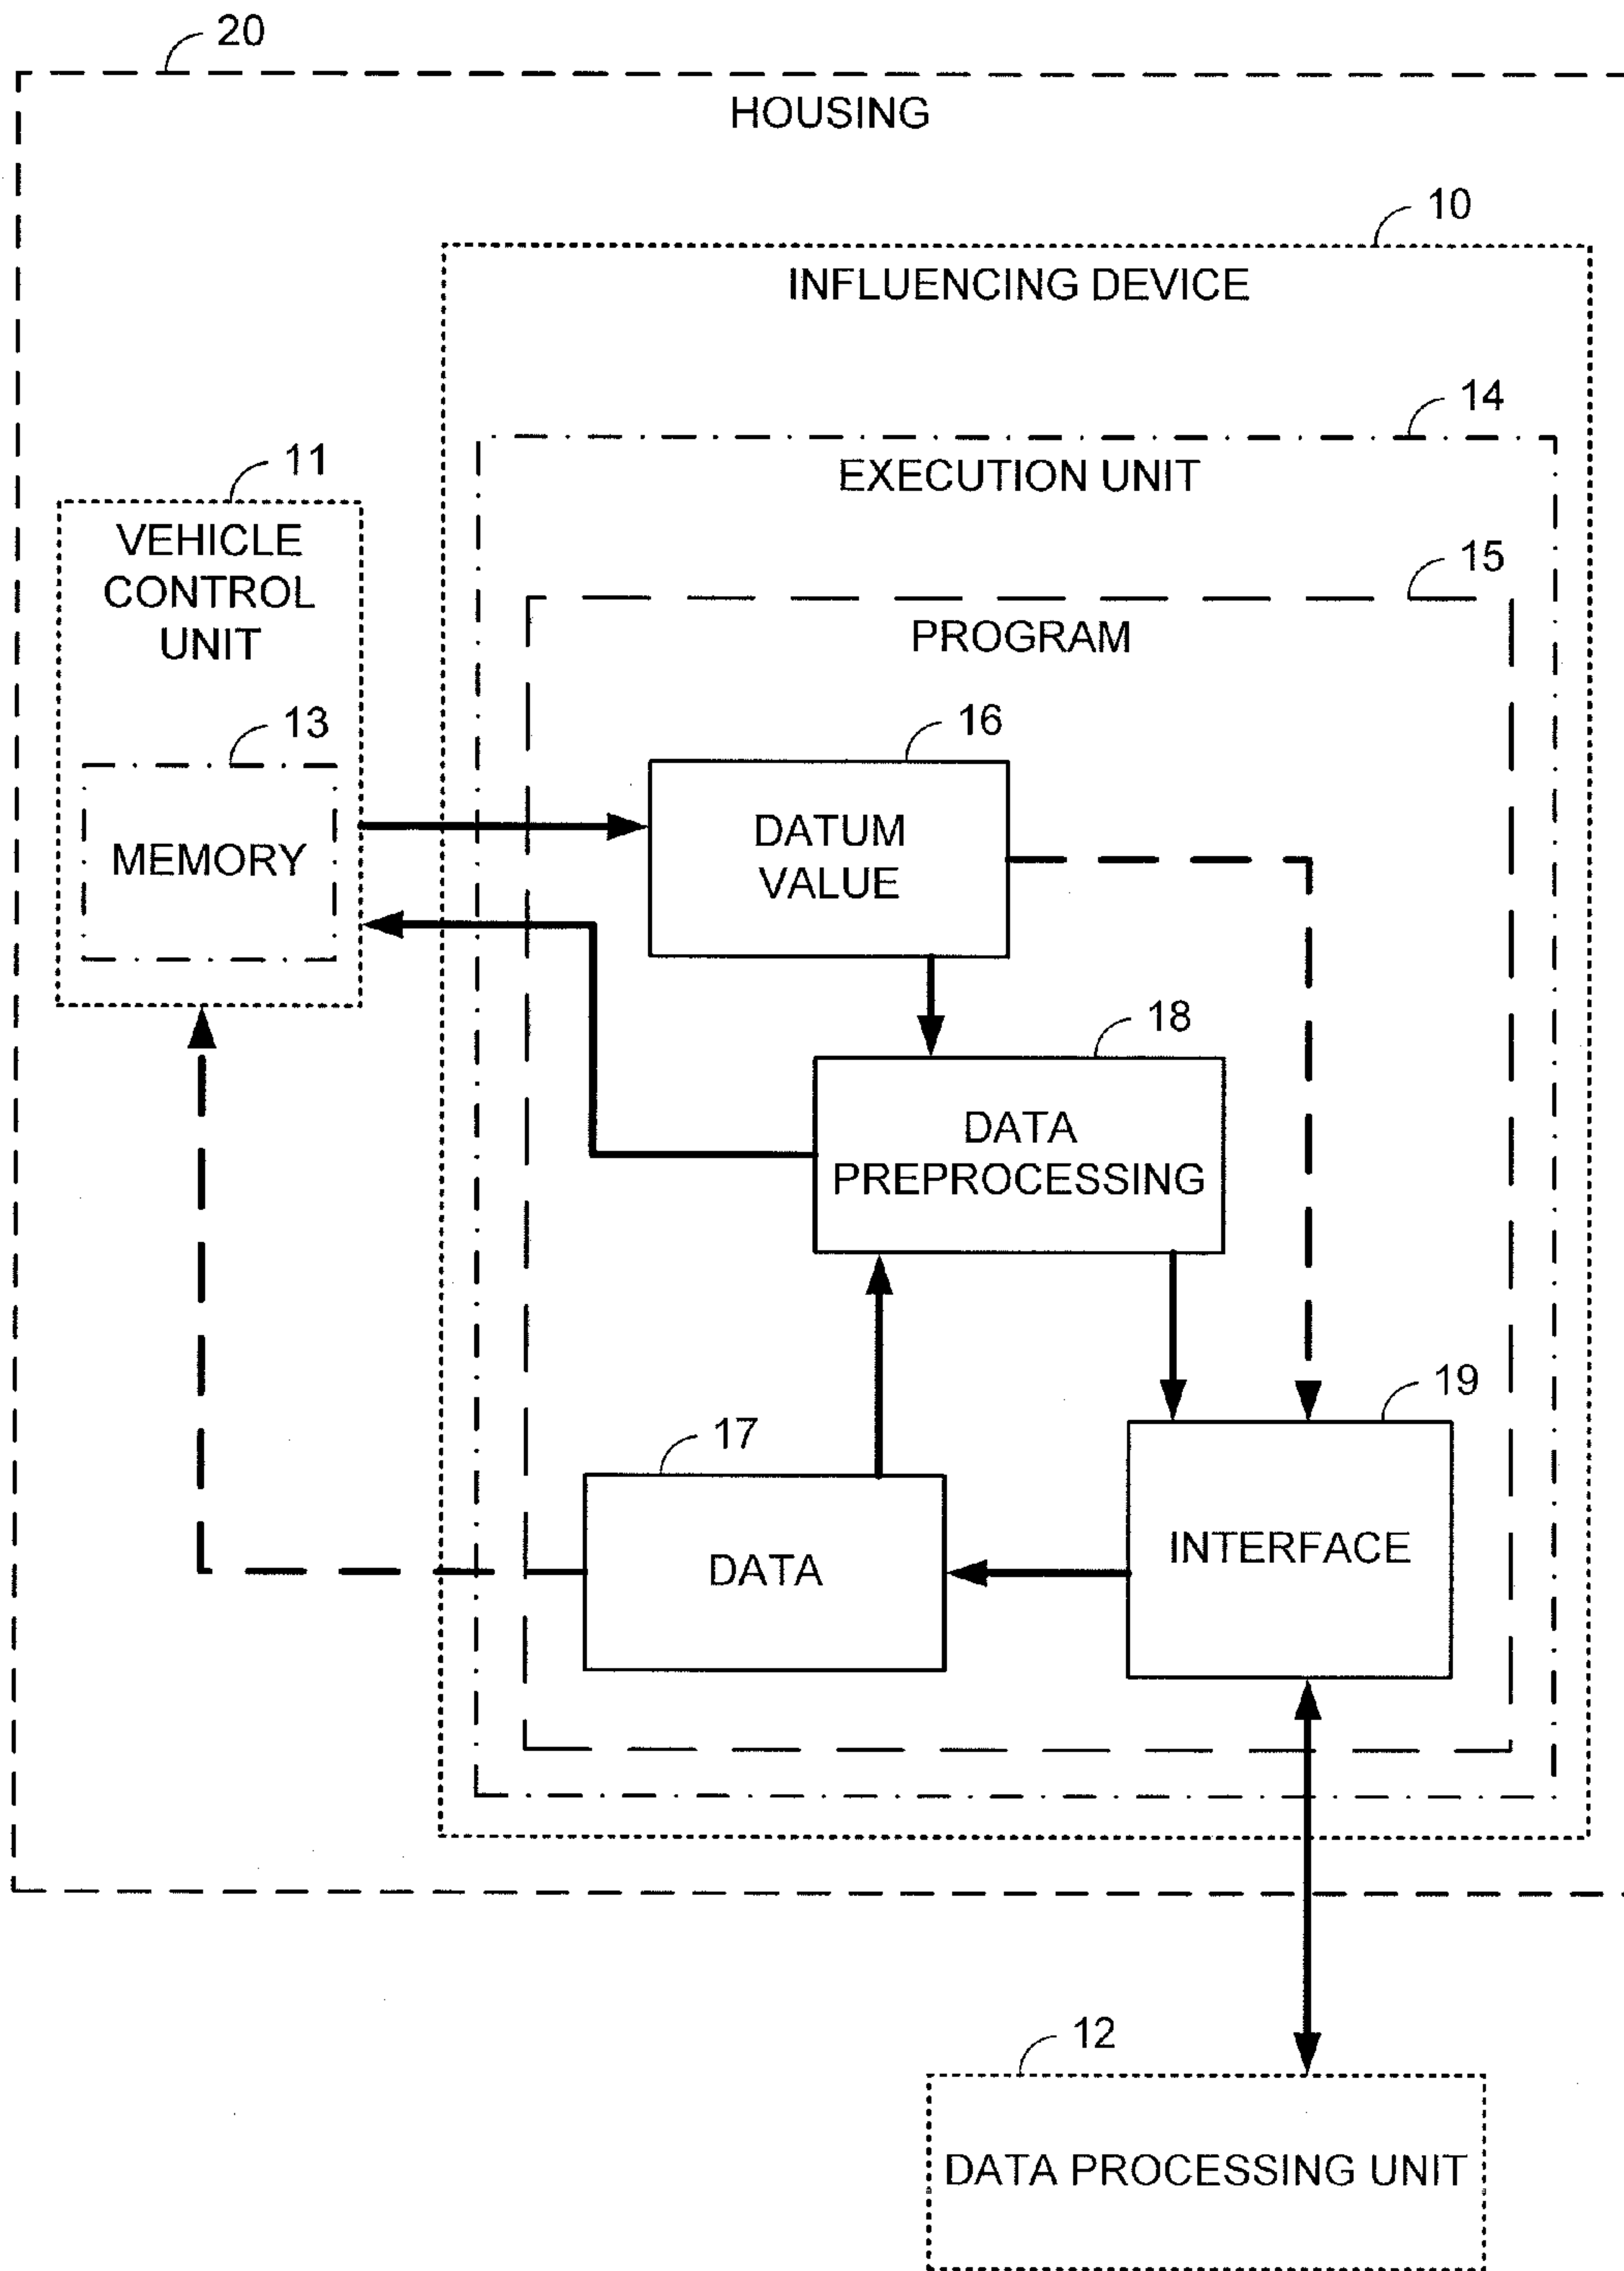 20
HOUSING
10
INFLUENCING DEVICE
14
EXECUTION UNIT
11
VEHICLE
CONTROL
UNIT
15
PROGRAM
13
MEMORY
16
DATUM
VALUE
18
DATA
PREPROCESSING
19
INTERFACE
17
DATA
12
DATA PROCESSING UNIT